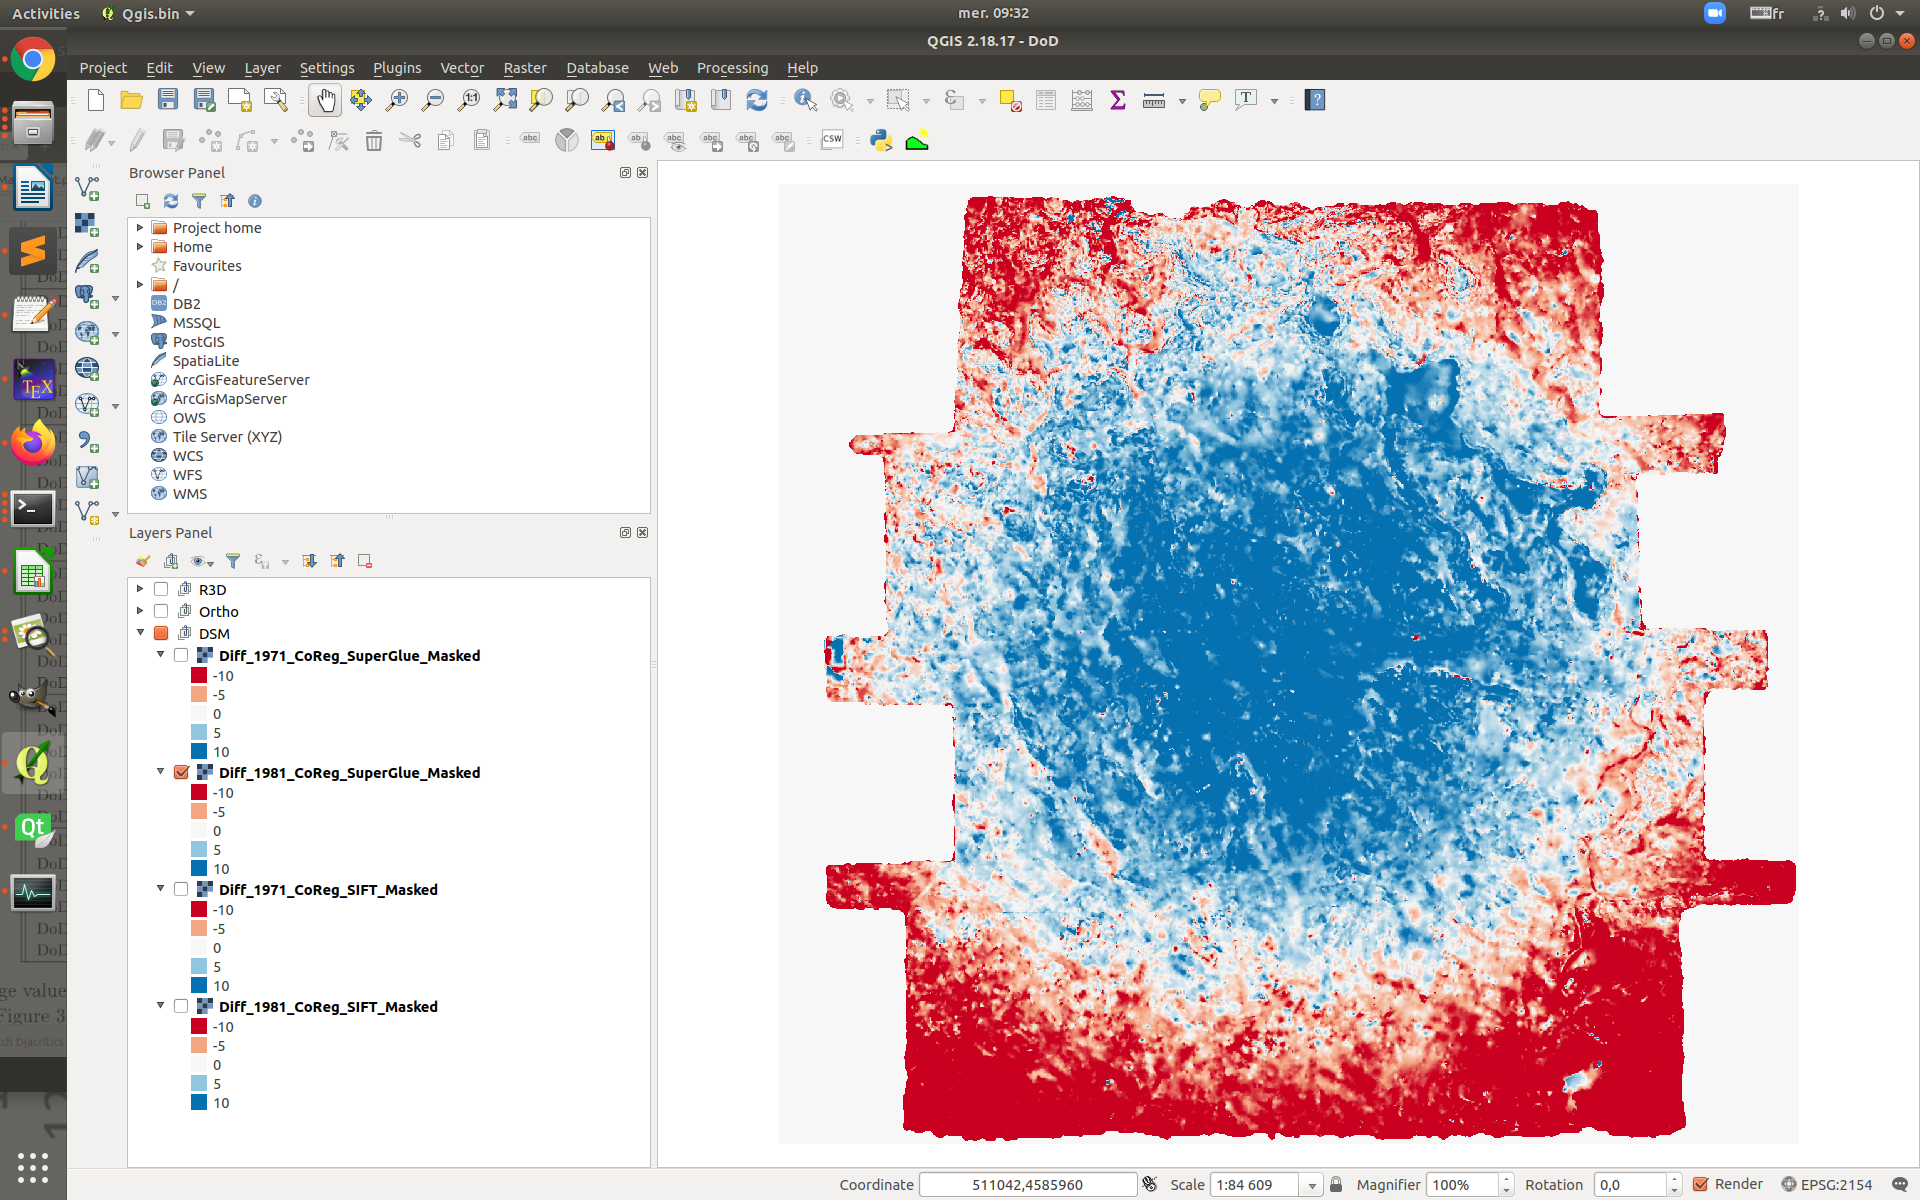 Activities Qgis.bin mer. 09:32 fr
QGIS 2.18.17 - DoD
Project Edit View Layer Settings Plugins Vector Raster Database Web Processing Help
Browser Panel
Project home
Home
Favourites
/
DB2
MSSQL
PostGIS
SpatiaLite
ArcGisFeatureServer
ArcGisMapServer
OWS
Tile Server (XYZ)
WCS
WFS
WMS
Layers Panel
R3D
Ortho
DSM
Diff_1971_CoReg_SuperGlue_Masked
-10
-5
0
5
10
Diff_1981_CoReg_SuperGlue_Masked
-10
-5
0
5
10
Diff_1971_CoReg_SIFT_Masked
-10
-5
0
5
10
Diff_1981_CoReg_SIFT_Masked
-10
-5
0
5
10
ge value
Figure 3
Coordinate 511042,4585960 Scale 1:84 609 Magnifier 100% Rotation 0,0 Render EPSG:2154